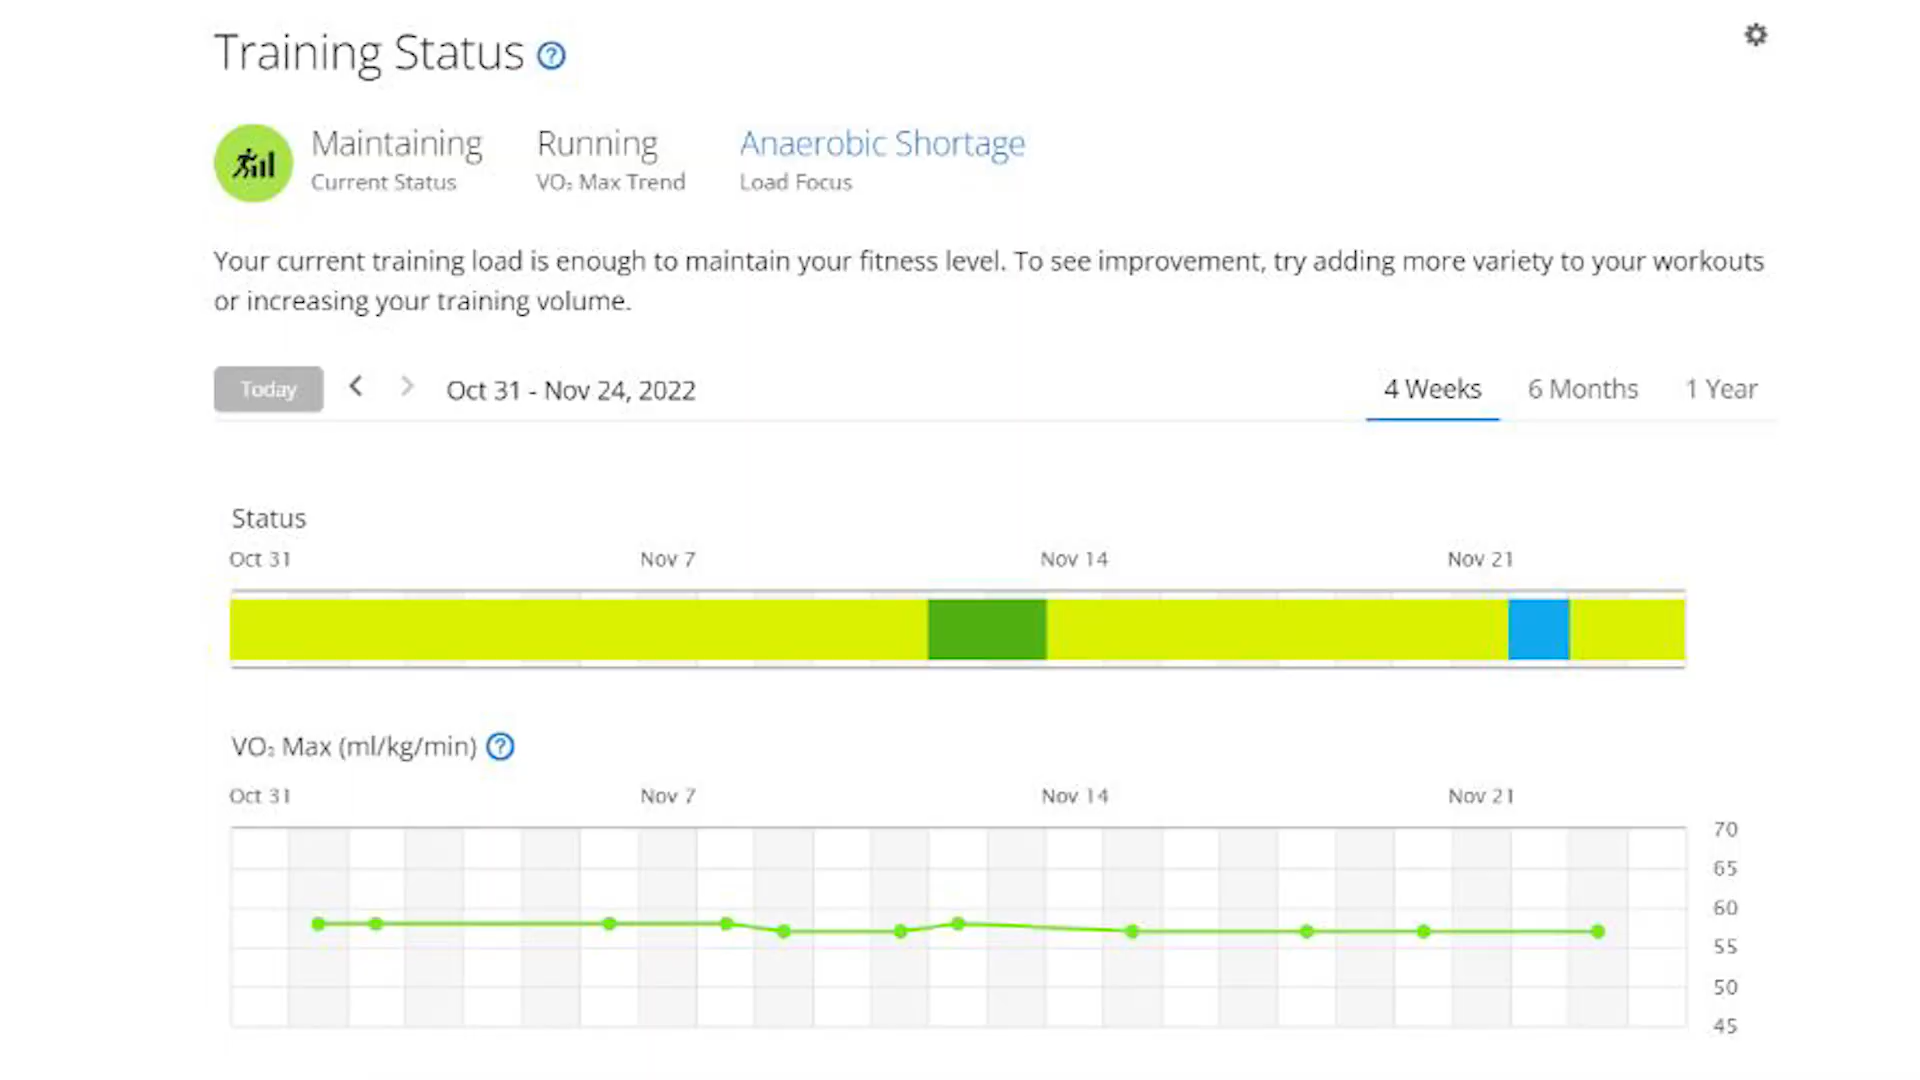 Training Status ?
Maintaining Running Anaerobic Shortage
Current Status VO₂ Max Trend Load Focus
Your current training load is enough to maintain your fitness level. To see improvement, try adding more variety to your workouts
or increasing your training volume.
Today < > Oct 31 - Nov 24, 2022 4 Weeks 6 Months 1 Year
Status
Oct 31 Nov 7 Nov 14 Nov 21
VO₂ Max (ml/kg/min) ?
Oct 31 Nov 7 Nov 14 Nov 21
70
65
60
55
50
45